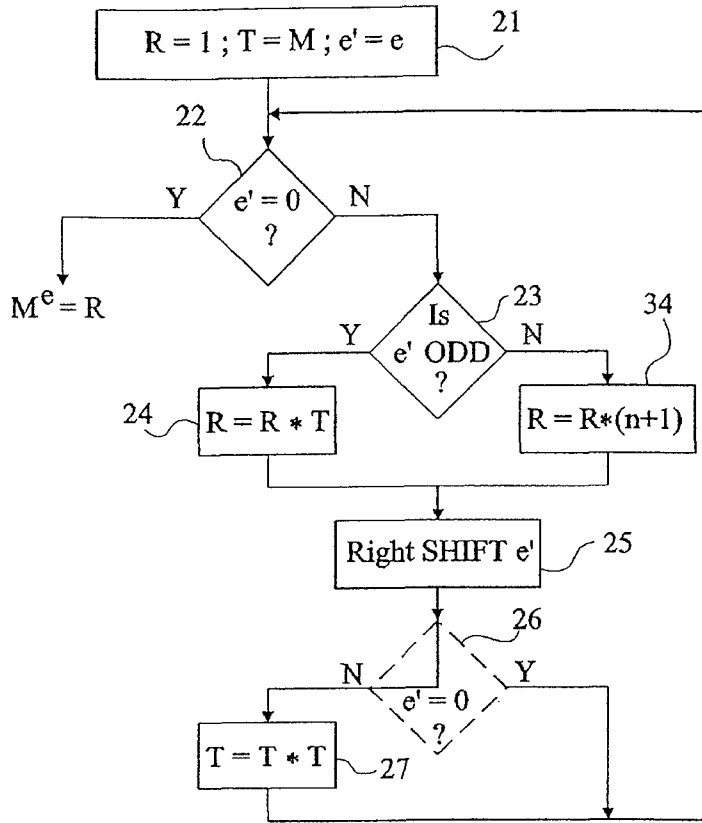 R = 1 ; T = M ; e' = e
21
22
e' = 0
?
Y
N
M^e = R
Is
e' ODD
?
23
Y
N
34
24
R = R * T
R = R*(n+1)
Right SHIFT e'
25
26
N
Y
e' = 0
?
T = T * T
27